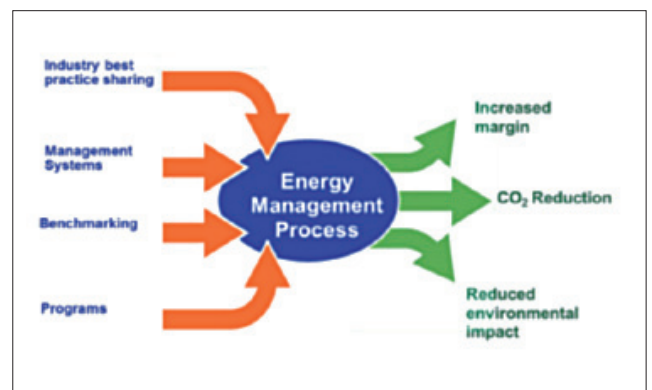 Industry best
practice sharing
Management
Systems
Benchmarking
Programs
Energy
Management
Process
Increased
margin
CO₂ Reduction
Reduced
environmental
impact